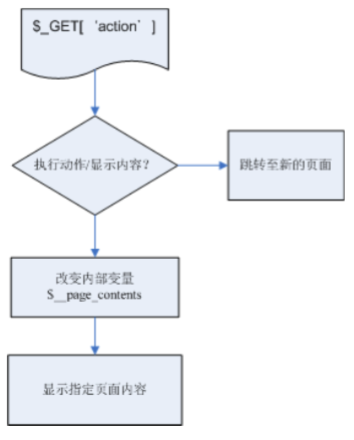 $_GET[ ‘action’ ]
执行动作/显示内容?
跳转至新的页面
改变内部变量
$__page_contents
显示指定页面内容